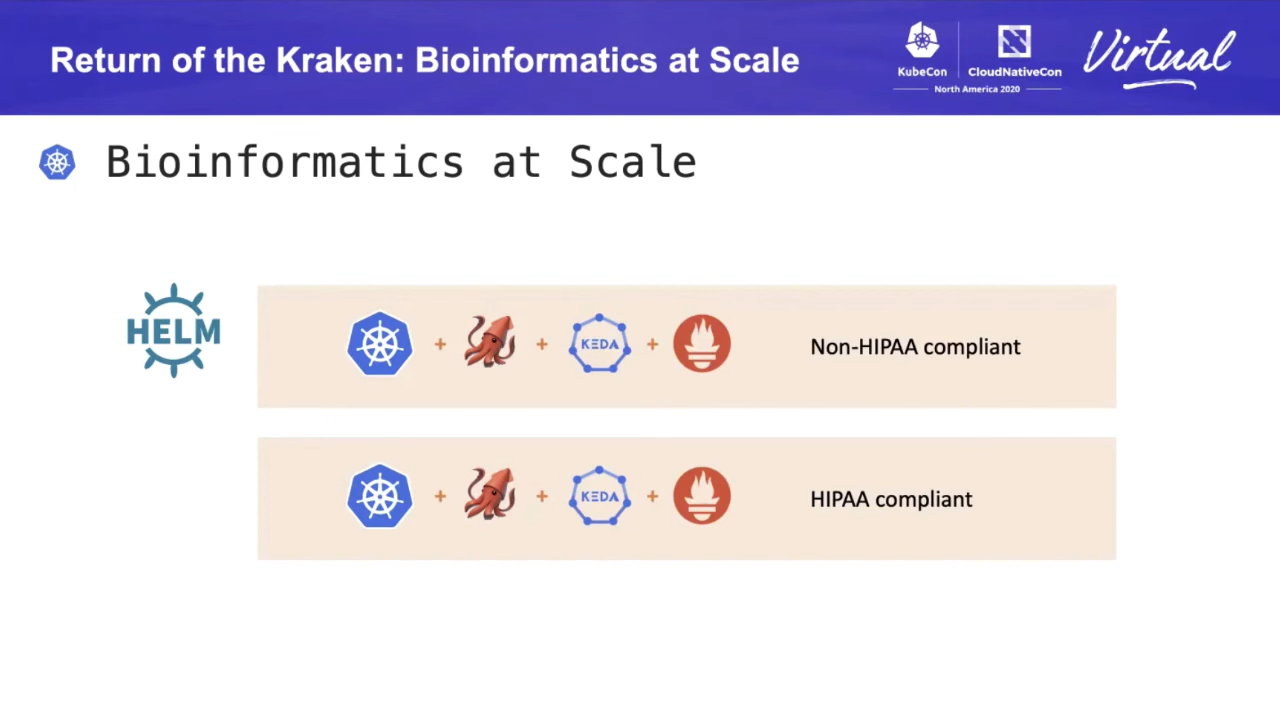 Return of the Kraken: Bioinformatics at Scale
KubeCon
CloudNativeCon
North America 2020
Virtual
Bioinformatics at Scale
HELM
KEDA
Non-HIPAA compliant
KEDA
HIPAA compliant